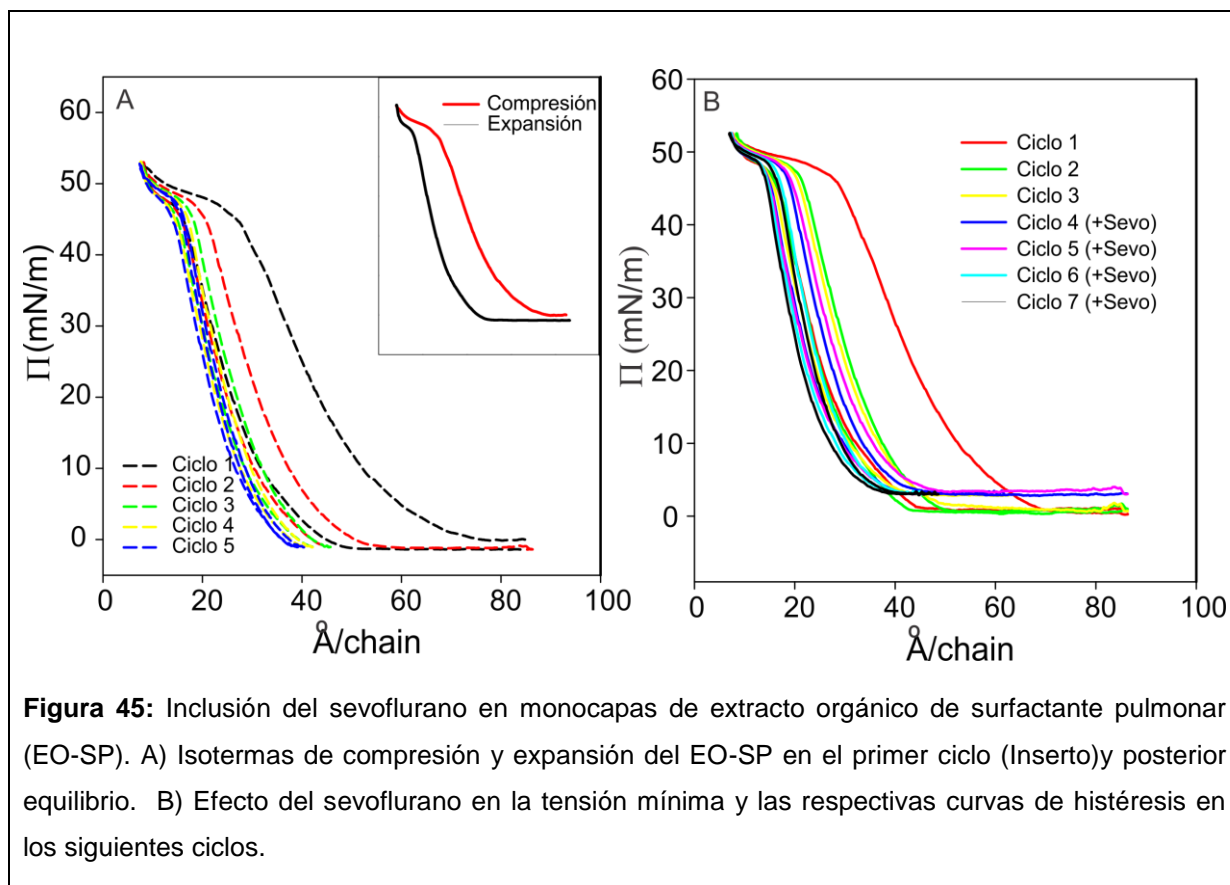 A
Compresión
Expansión
60
50
40
30
20
10
0
Π (mN/m)
Ciclo 1
Ciclo 2
Ciclo 3
Ciclo 4
Ciclo 5
0 20 40 60 80 100
Å/chain
B
60
50
40
30
20
10
0
Π (mN/m)
Ciclo 1
Ciclo 2
Ciclo 3
Ciclo 4 (+Sevo)
Ciclo 5 (+Sevo)
Ciclo 6 (+Sevo)
Ciclo 7 (+Sevo)
0 20 40 60 80 100
Å/chain
Figura 45: Inclusión del sevoflurano en monocapas de extracto orgánico de surfactante pulmonar
(EO-SP). A) Isotermas de compresión y expansión del EO-SP en el primer ciclo (Inserto)y posterior
equilibrio. B) Efecto del sevoflurano en la tensión mínima y las respectivas curvas de histéresis en
los siguientes ciclos.